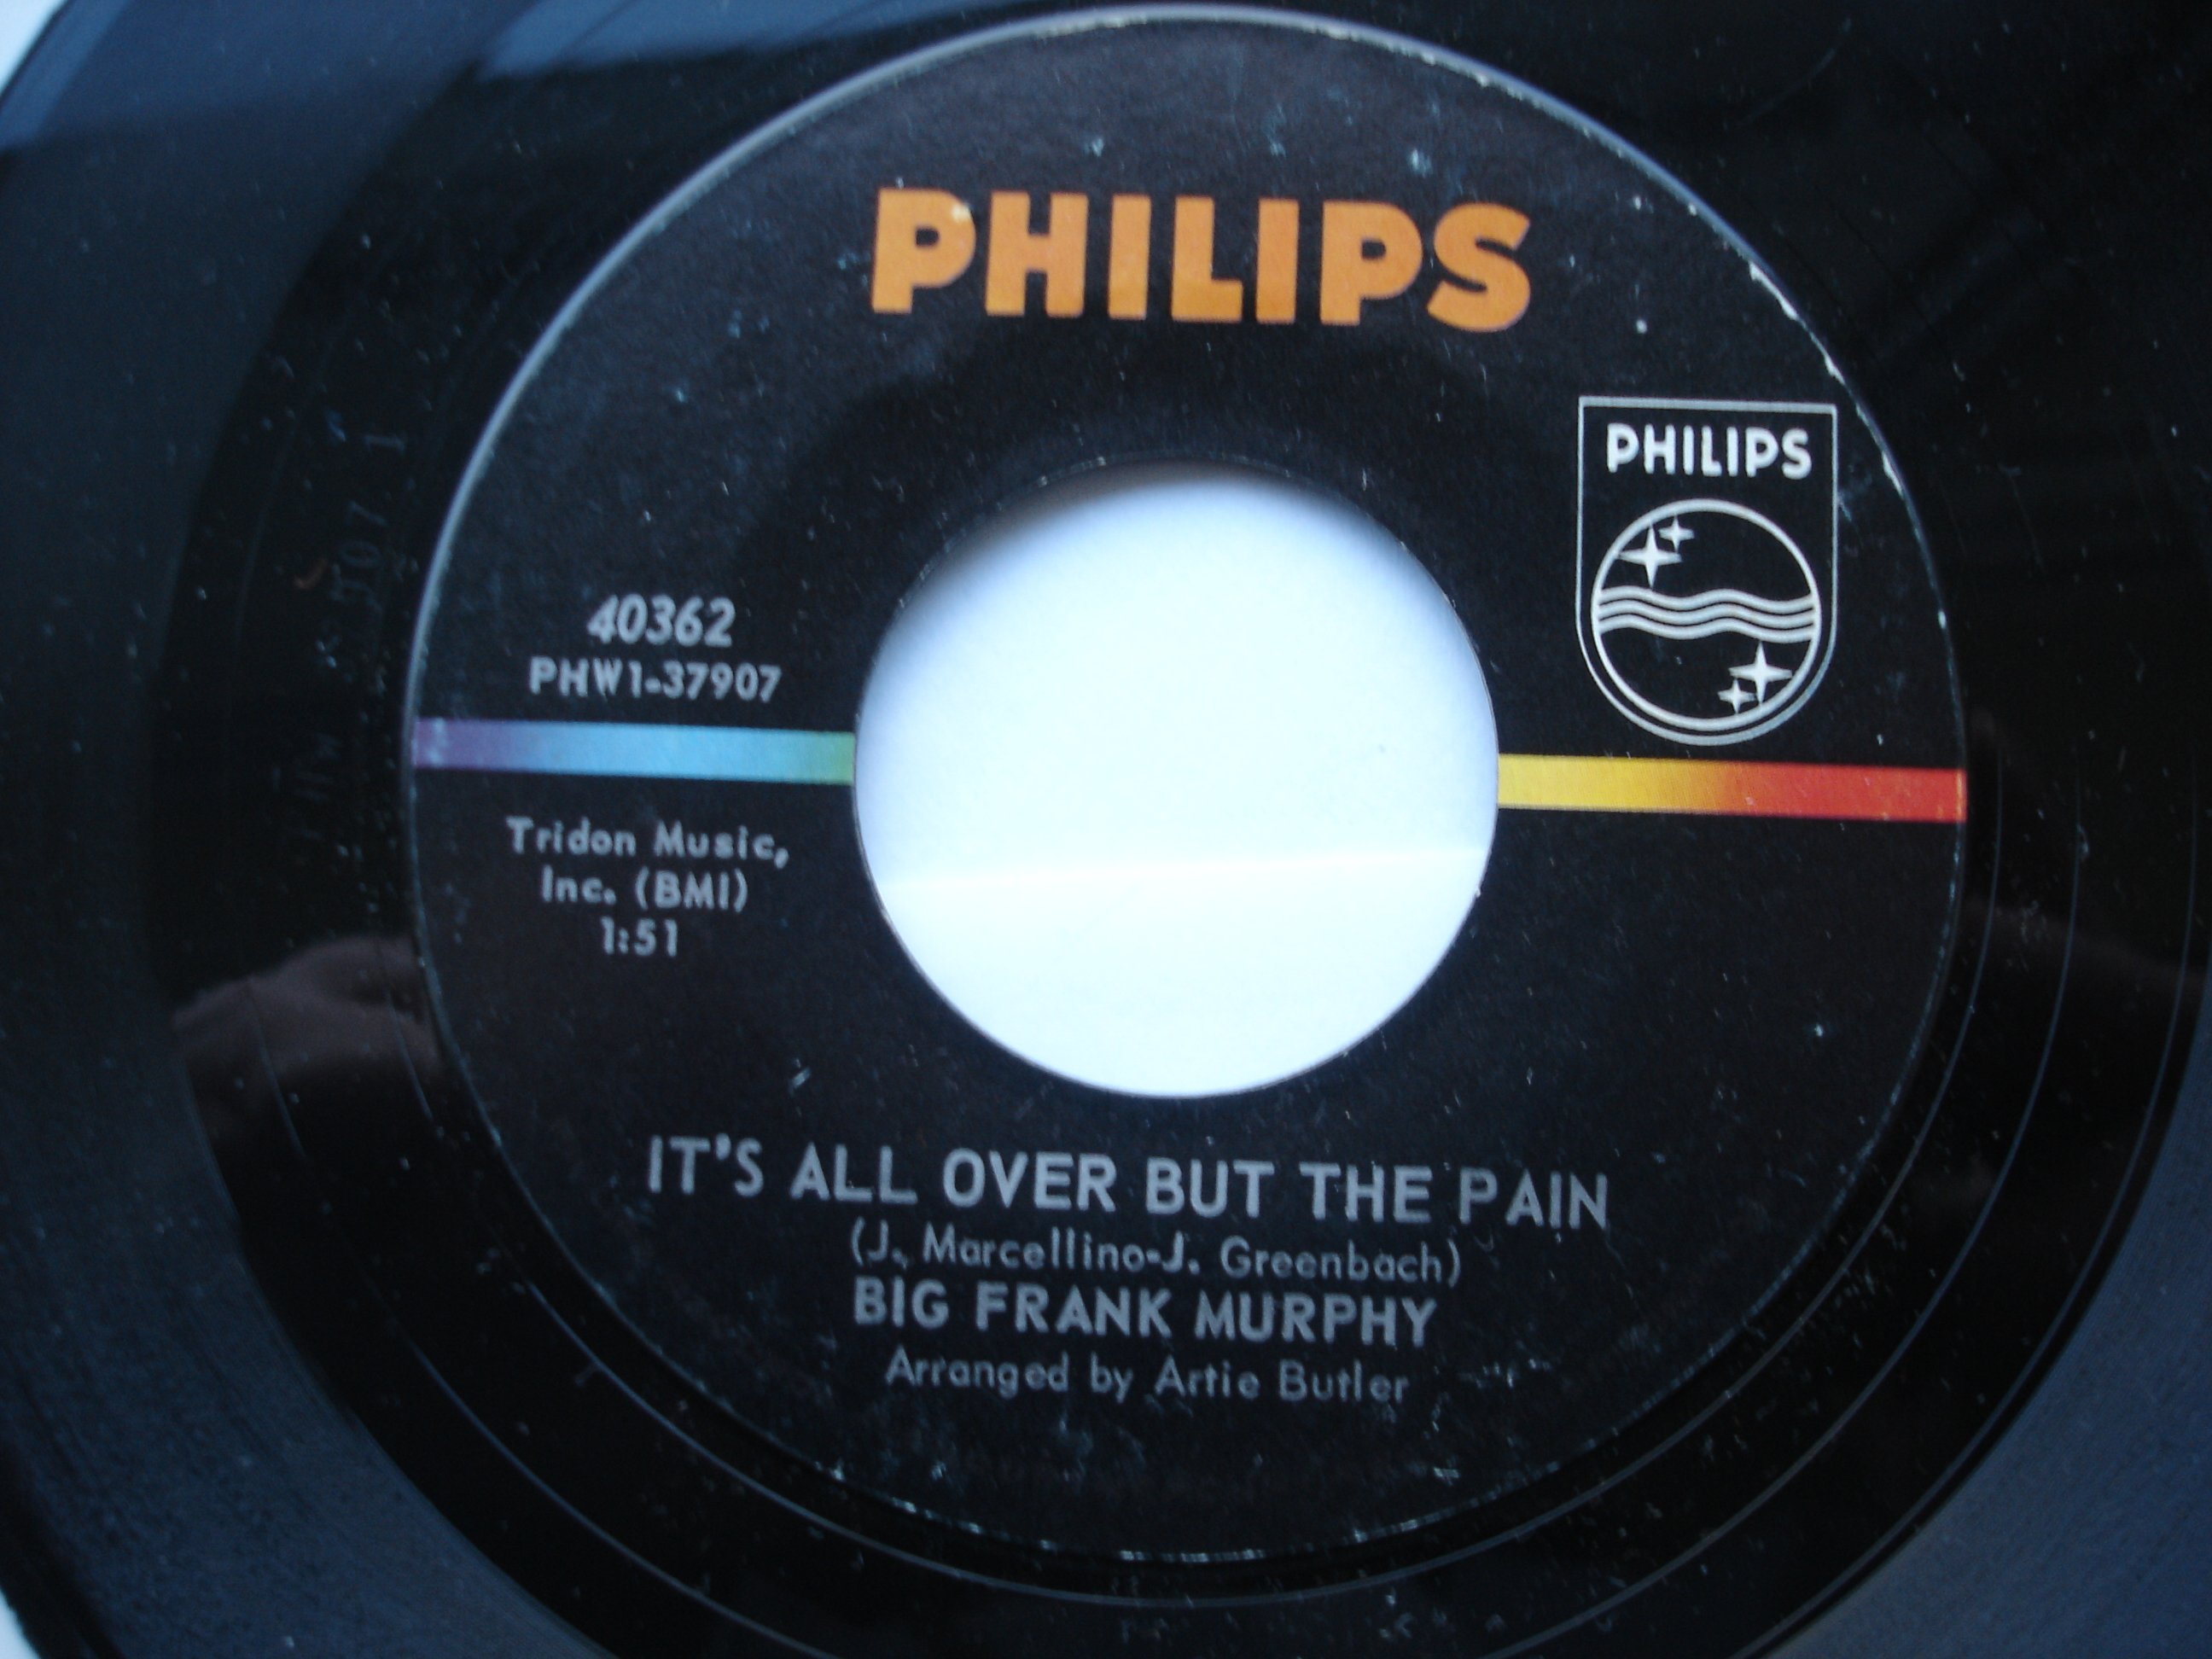 PHILIPS
PHILIPS
40362
PHW1-37907
Tridon Music,
Inc. (BMI)
1:51
IT'S ALL OVER BUT THE PAIN
(J. Marcellino-J. Greenbach)
BIG FRANK MURPHY
Arranged by Artie Butler